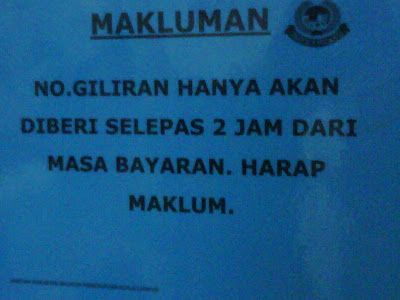 MAKLUMAN
NO.GILIRAN HANYA AKAN
DIBERI SELEPAS 2 JAM DARI
MASA BAYARAN. HARAP
MAKLUM.